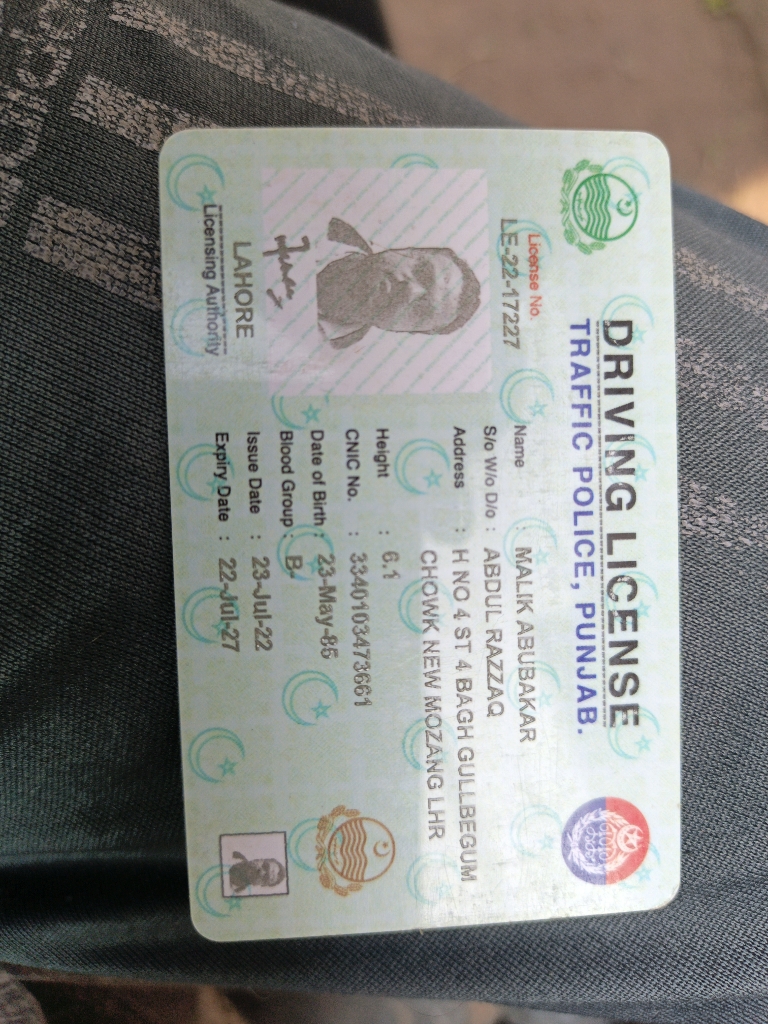 DRIVING LICENSE
TRAFFIC POLICE, PUNJAB.
License No.
LE-22-17227
Name : MALIK ABUBAKAR
S/o W/o D/o : ABDUL RAZZAQ
Address : H NO 4 ST 4 BAGH GULLBEGUM
CHOWK NEW MOZANG LHR
Height : 6.1
CNIC No. : 3340103473661
Date of Birth : 23-May-85
Blood Group : B-
Issue Date : 23-Jul-22
Expiry Date : 22-Jul-27
LAHORE
Licensing Authority